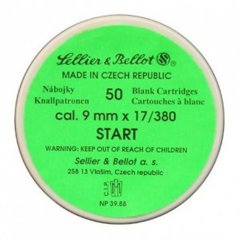 Sellier & Bellot S&B
MADE IN CZECH REPUBLIC
Nábojky 50 Blank Cartridges
Knallpatronen Cartouches à blanc
cal. 9 mm x 17/380
START
WARNING: KEEP OUT OF REACH OF CHILDREN
Sellier & Bellot a. s.
258 13 Vlašim, Czech republic
NP 39.86